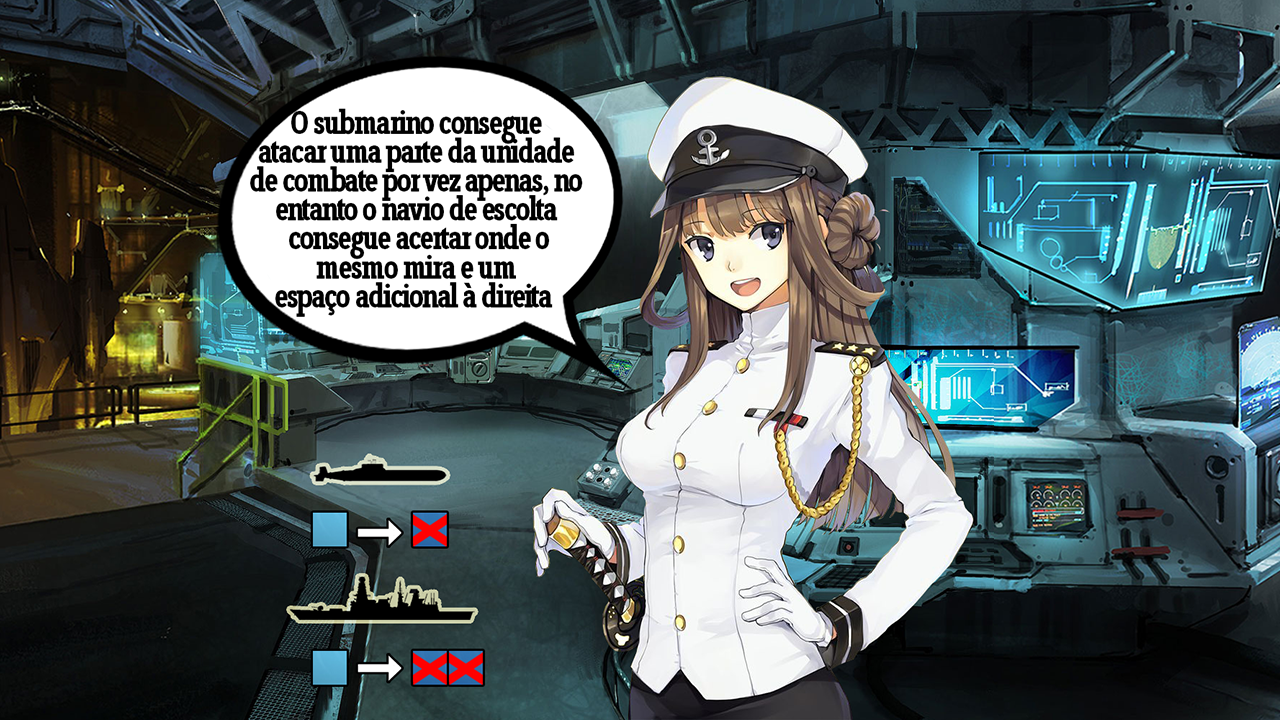 O submarino consegue
atacar uma parte da unidade
de combate por vez apenas, no
entanto o navio de escolta
consegue acertar onde o
mesmo mira e um
espaço adicional à direita